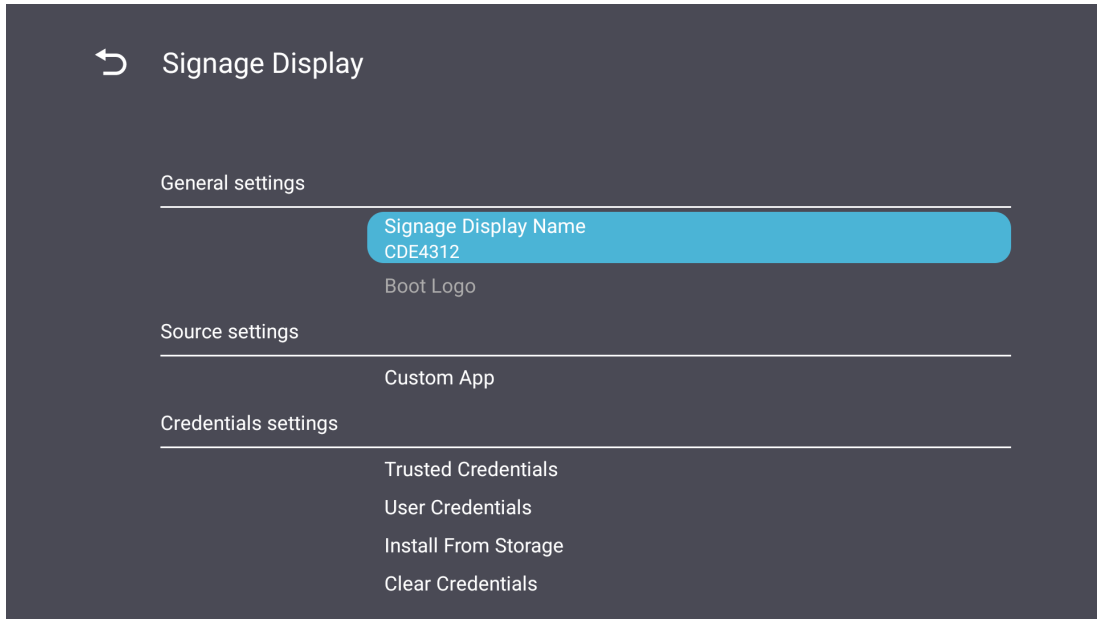 Signage Display
General settings
Signage Display Name
CDE4312
Boot Logo
Source settings
Custom App
Credentials settings
Trusted Credentials
User Credentials
Install From Storage
Clear Credentials